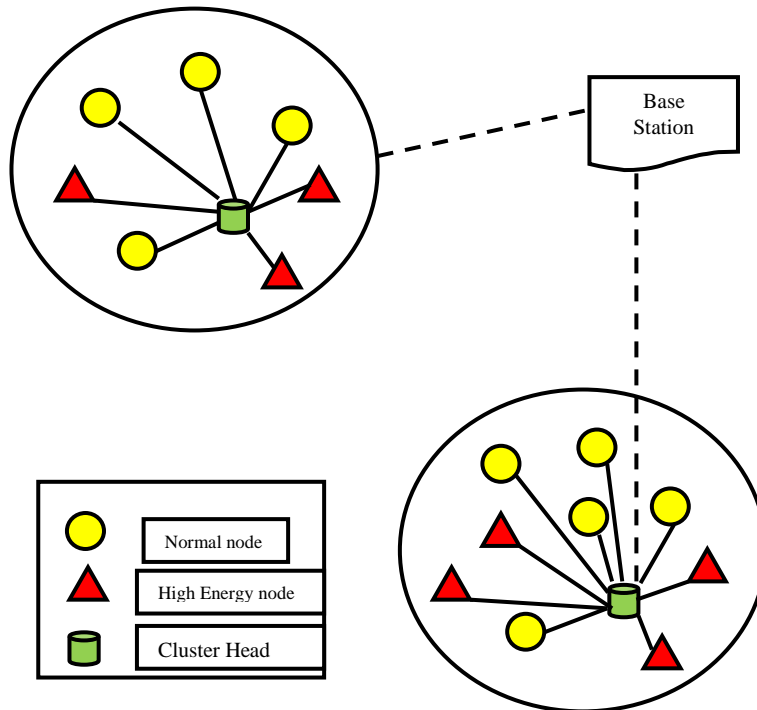 Base
Station
Normal node
High Energy node
Cluster Head